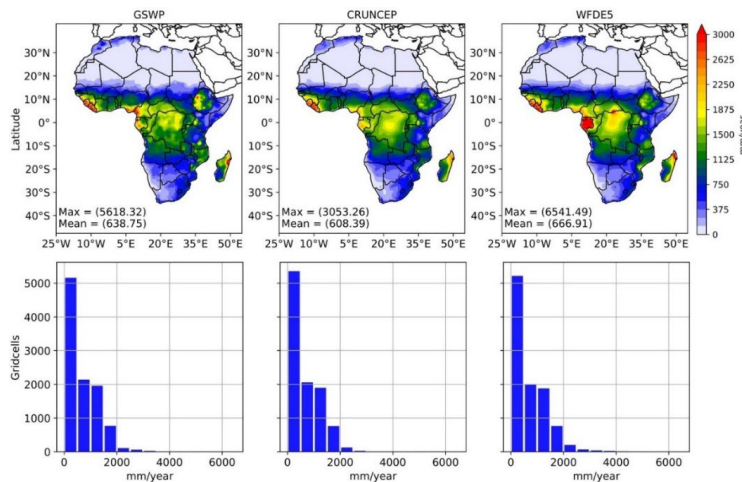 GSWP
CRUNCEP
WFDE5
30°N
20°N
10°N
0°
10°S
20°S
30°S
40°S
Latitude
Max = (5618.32)
Mean = (638.75)
25°W 10°W 5°E 20°E 35°E 50°E
30°N
20°N
10°N
0°
10°S
20°S
30°S
40°S
Max = (3053.26)
Mean = (608.39)
25°W 10°W 5°E 20°E 35°E 50°E
30°N
20°N
10°N
0°
10°S
20°S
30°S
40°S
Max = (6541.49)
Mean = (666.91)
25°W 10°W 5°E 20°E 35°E 50°E
3000
2625
2250
1875
1500
1125
750
375
0
mm/year
5000
4000
3000
2000
1000
0
Gridcells
0 2000 4000 6000
mm/year
0 2000 4000 6000
mm/year
0 2000 4000 6000
mm/year